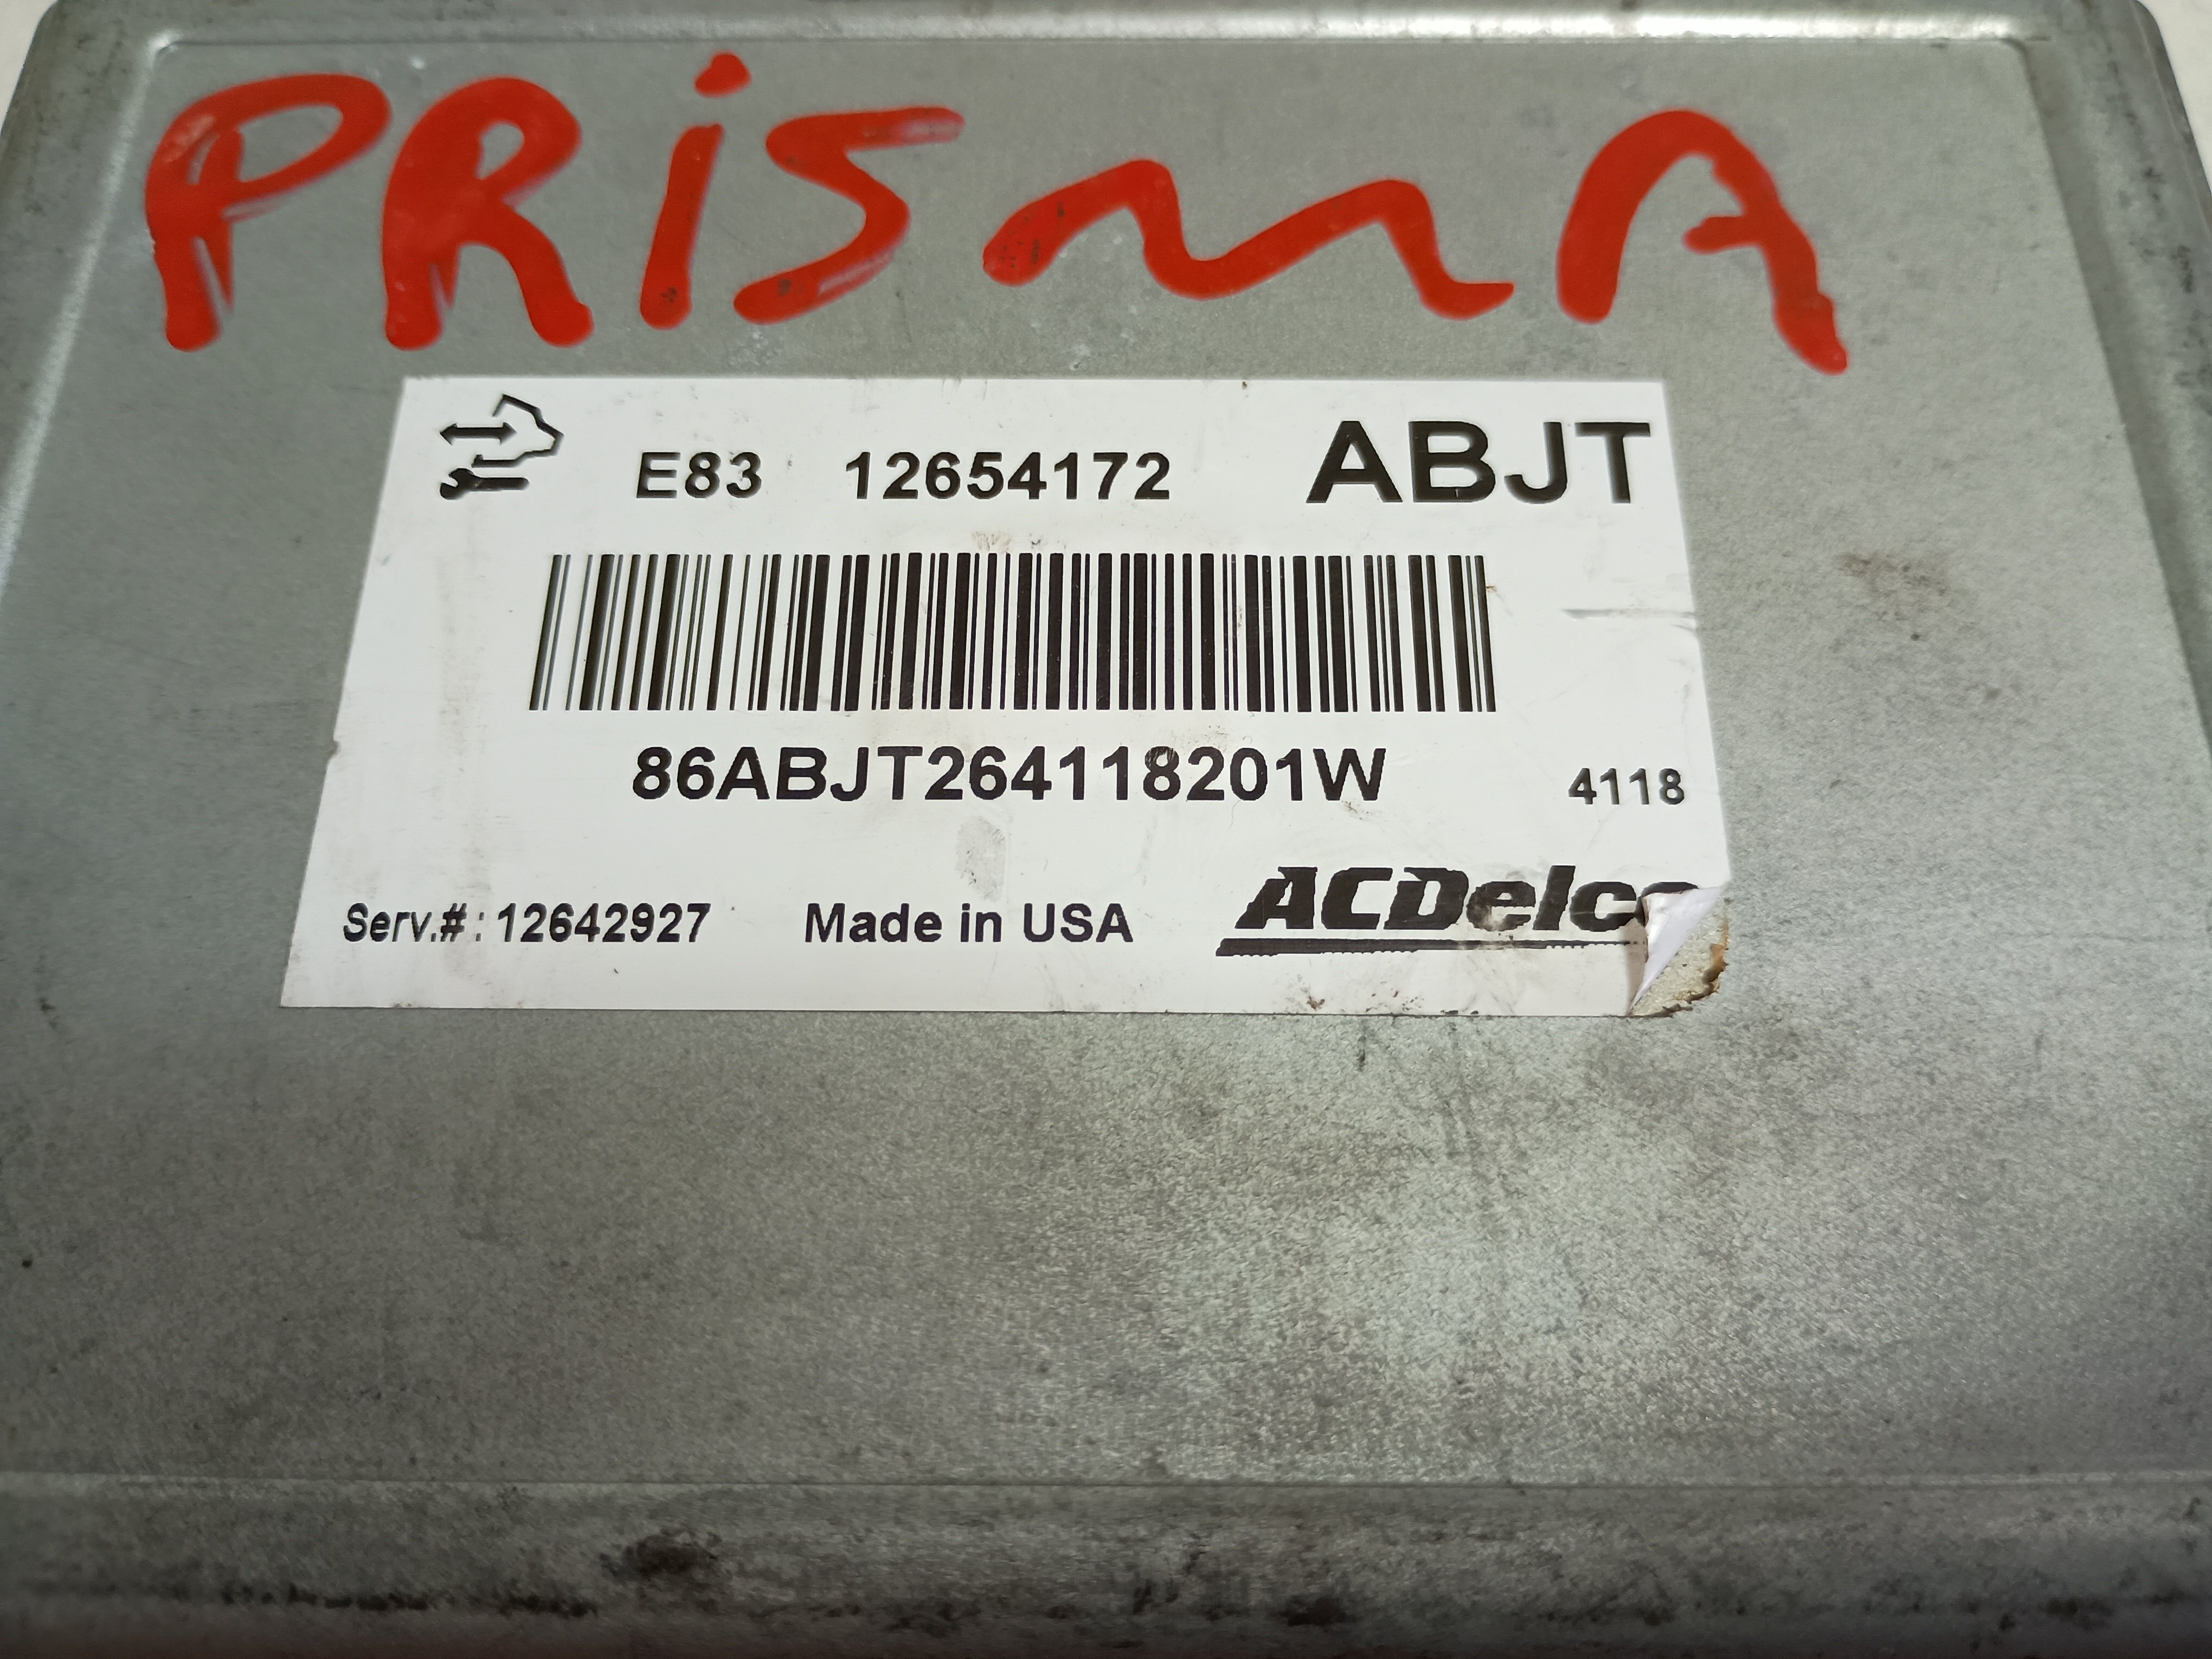 PRiSmA
E83 12654172 ABJT
86ABJT264118201W 4118
Serv.#: 12642927 Made in USA ACDelco